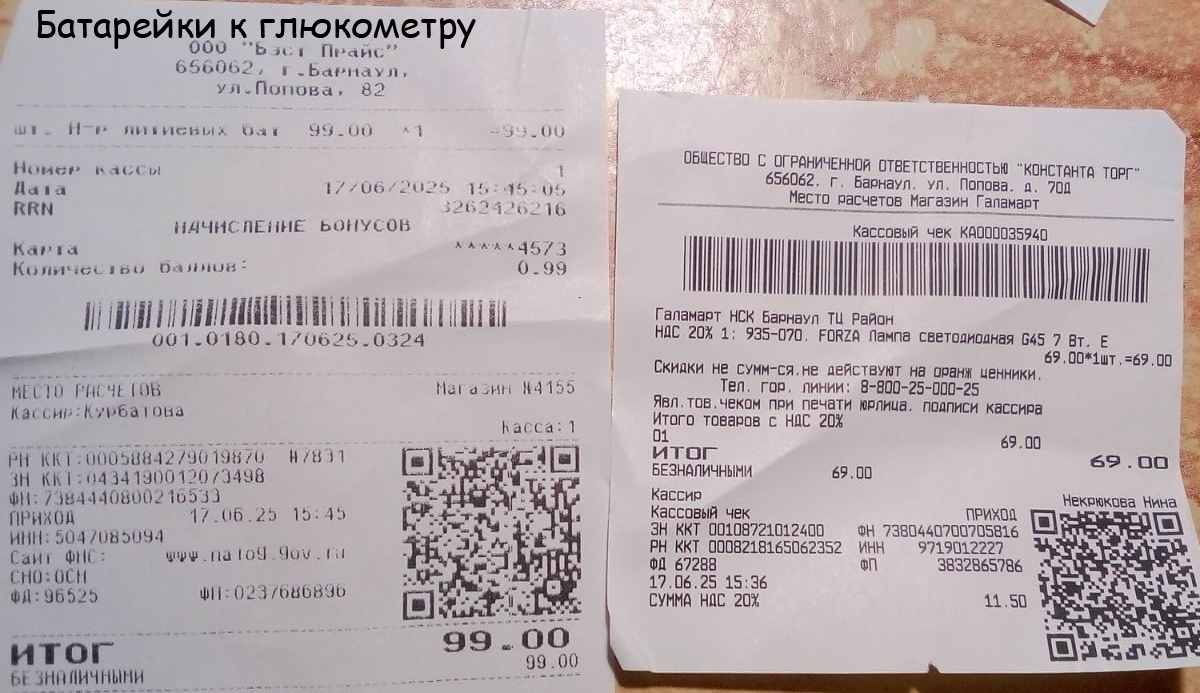 Батарейки к глюкометру
ООО "Бэст Прайс"
656062, г.Барнаул,
ул.Попова, 82
шт. Н-р литиевых бат 99.00 *1 =99.00
Номер кассы 1
Дата 17/06/2025 15:45:05
RRN 3262426216
НАЧИСЛЕНИЕ БОНУСОВ
Карта *****4573
Количество баллов: 0.99
001.0180.170625.0324
МЕСТО РАСЧЕТОВ Магазин №4155
Кассир:Курбатова
Касса:1
РН ККТ:0005884279019870 #7831
ЗН ККТ:0434190012073498
ФН:7384440800216533
ПРИХОД 17.06.25 15:45
ИНН:5047085094
Сайт ФНС: www.nalog.gov.ru
СНО:ОСН
ФД:96525 ФП:0237686896
ИТОГ 99.00
БЕЗНАЛИЧНЫМИ 99.00
ОБЩЕСТВО С ОГРАНИЧЕННОЙ ОТВЕТСТВЕННОСТЬЮ "КОНСТАНТА ТОРГ"
656062, г. Барнаул, ул. Попова, д. 70Д
Место расчетов Магазин Галамарт
Кассовый чек КА000035940
Галамарт НСК Барнаул ТЦ Район
НДС 20% 1: 935-070, FORZA Лампа светодиодная G45 7 Вт, Е
69.00*1шт.=69.00
Скидки не сумм-ся,не действуют на оранж ценники.
Тел. гор. линии: 8-800-25-000-25
Явл.тов.чеком при печати юрлица, подписи кассира
Итого товаров с НДС 20%
01 69.00
ИТОГ 69.00
БЕЗНАЛИЧНЫМИ 69.00
Кассир Некрюкова Нина
Кассовый чек ПРИХОД
ЗН ККТ 00108721012400 ФН 7380440700705816
РН ККТ 0008218165062352 ИНН 9719012227
ФД 67288 ФП 3832865786
17.06.25 15:36
СУММА НДС 20% 11.50